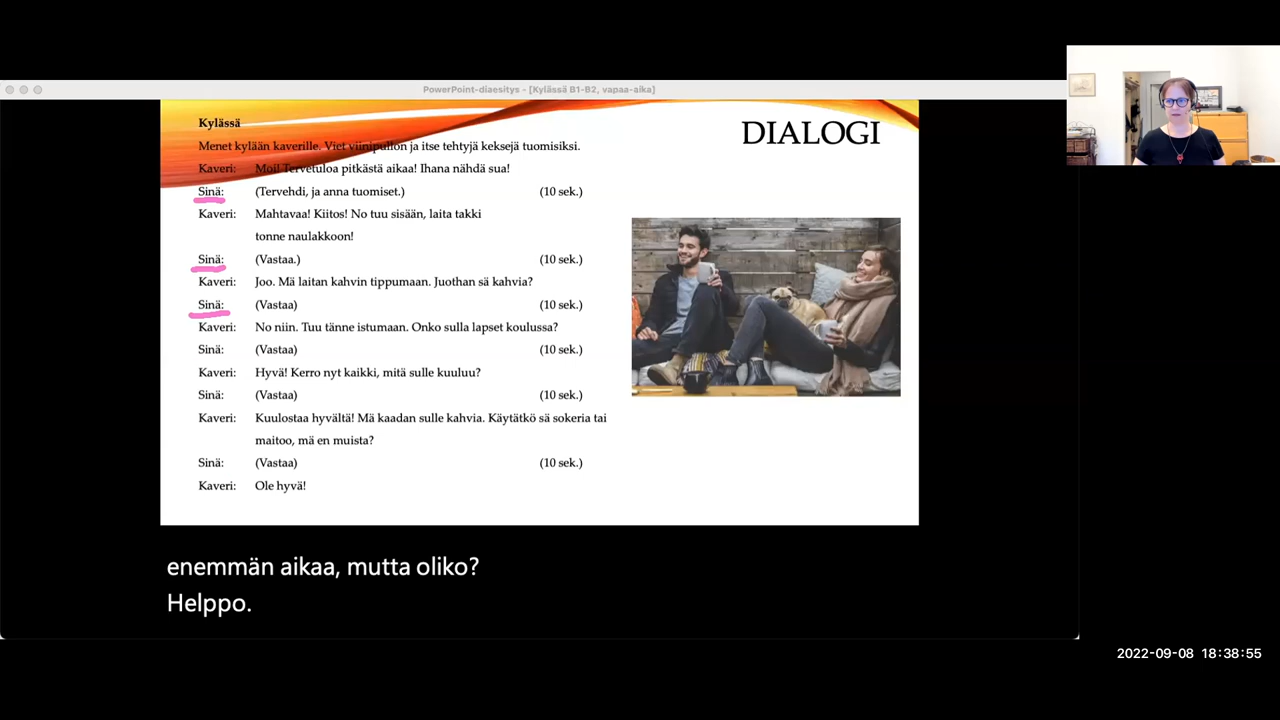 PowerPoint-diaesitys - [Kylässä B1-B2, vapaa-aika]
Kylässä
DIALOGI
Menet kylään kaverille. Viet viinipullon ja itse tehtyjä keksejä tuomisiksi.
Kaveri: Moi! Tervetuloa pitkästä aikaa! Ihana nähdä sua!
Sinä: (Tervehdi, ja anna tuomiset.) (10 sek.)
Kaveri: Mahtavaa! Kiitos! No tuu sisään, laita takki
tonne naulakkoon!
Sinä: (Vastaa.) (10 sek.)
Kaveri: Joo. Mä laitan kahvin tippumaan. Juothan sä kahvia?
Sinä: (Vastaa) (10 sek.)
Kaveri: No niin. Tuu tänne istumaan. Onko sulla lapset koulussa?
Sinä: (Vastaa) (10 sek.)
Kaveri: Hyvä! Kerro nyt kaikki, mitä sulle kuuluu?
Sinä: (Vastaa) (10 sek.)
Kaveri: Kuulostaa hyvältä! Mä kaadan sulle kahvia. Käytätkö sä sokeria tai
maitoo, mä en muista?
Sinä: (Vastaa) (10 sek.)
Kaveri: Ole hyvä!
enemmän aikaa, mutta oliko?
Helppo.
2022-09-08 18:38:55